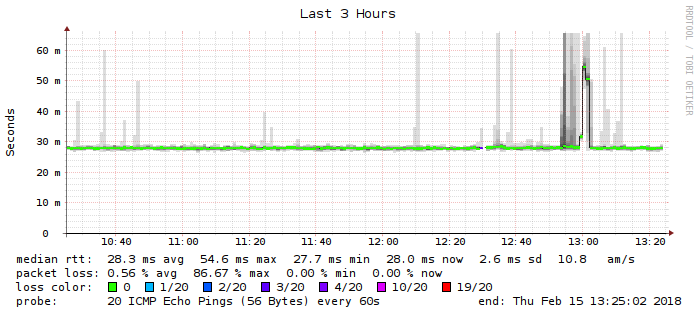 Last 3 Hours
RRDTOOL / TOBI OETIKER
Seconds
60 m
50 m
40 m
30 m
20 m
10 m
0
10:40 11:00 11:20 11:40 12:00 12:20 12:40 13:00 13:20
median rtt: 28.3 ms avg 54.6 ms max 27.7 ms min 28.0 ms now 2.6 ms sd 10.8 am/s
packet loss: 0.56 % avg 86.67 % max 0.00 % min 0.00 % now
loss color: 0 1/20 2/20 3/20 4/20 10/20 19/20
probe: 20 ICMP Echo Pings (56 Bytes) every 60s end: Thu Feb 15 13:25:02 2018